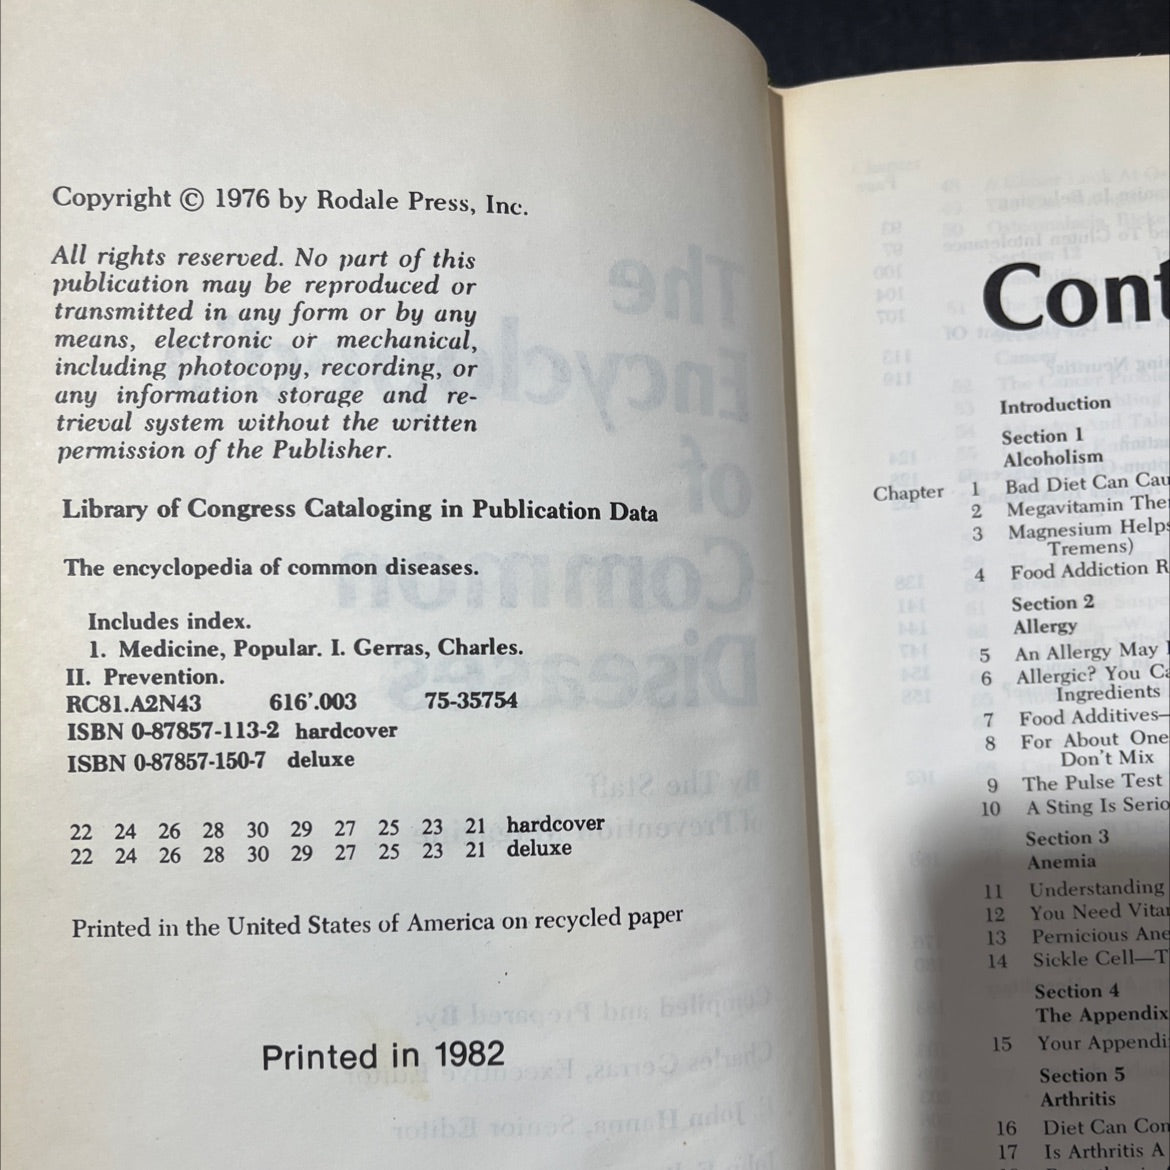 Copyright © 1976 by Rodale Press, Inc.
All rights reserved. No part of this
publication may be reproduced or
transmitted in any form or by any
means, electronic or mechanical,
including photocopy, recording, or
any information storage and re-
trieval system without the written
permission of the Publisher.
Library of Congress Cataloging in Publication Data
The encyclopedia of common diseases.
Includes index.
1. Medicine, Popular. I. Gerras, Charles.
II. Prevention.
RC81.A2N43 616'.003 75-35754
ISBN 0-87857-113-2 hardcover
ISBN 0-87857-150-7 deluxe
22 24 26 28 30 29 27 25 23 21 hardcover
22 24 26 28 30 29 27 25 23 21 deluxe
Printed in the United States of America on recycled paper
Printed in 1982
Cont
Introduction
Section 1
Alcoholism
Chapter 1 Bad Diet Can Cau
2 Megavitamin The
3 Magnesium Helps
Tremens)
4 Food Addiction R
Section 2
Allergy
5 An Allergy May
6 Allergic? You Ca
Ingredients
7 Food Additives—
8 For About One
Don't Mix
9 The Pulse Test
10 A Sting Is Serio
Section 3
Anemia
11 Understanding
12 You Need Vita
13 Pernicious Ane
14 Sickle Cell—T
Section 4
The Appendix
15 Your Appendi
Section 5
Arthritis
16 Diet Can Con
17 Is Arthritis A